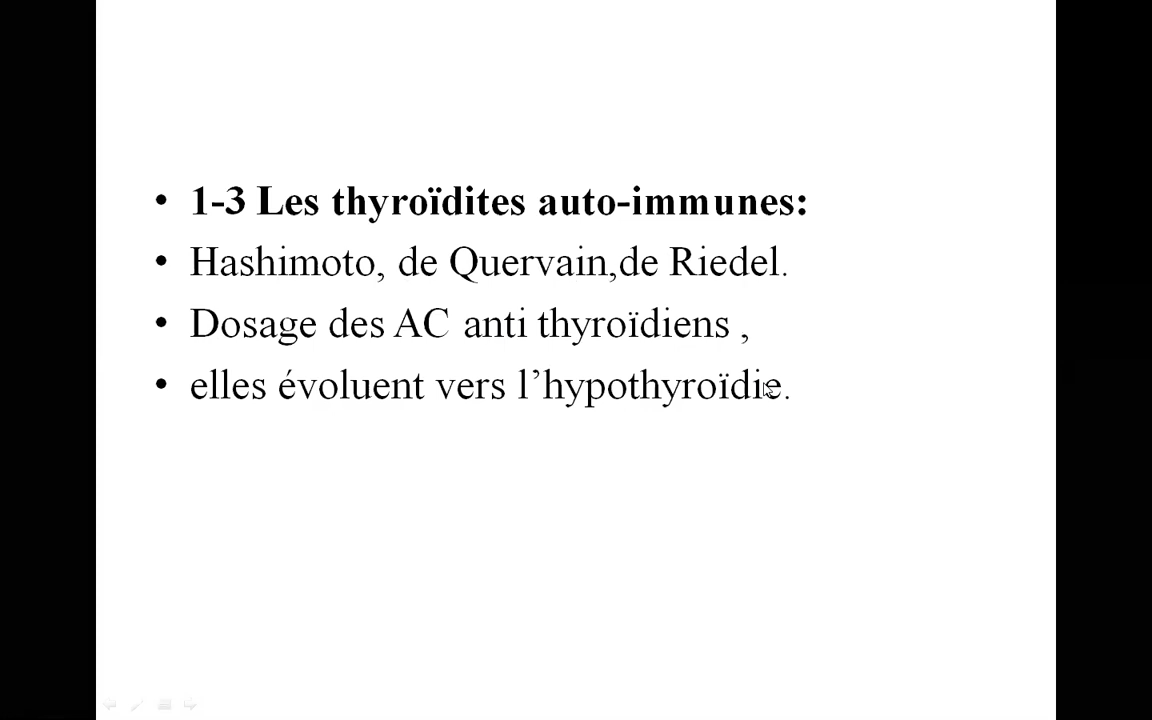 • 1-3 Les thyroïdites auto-immunes:
• Hashimoto, de Quervain,de Riedel.
• Dosage des AC anti thyroïdiens ,
• elles évoluent vers l’hypothyroïdie.